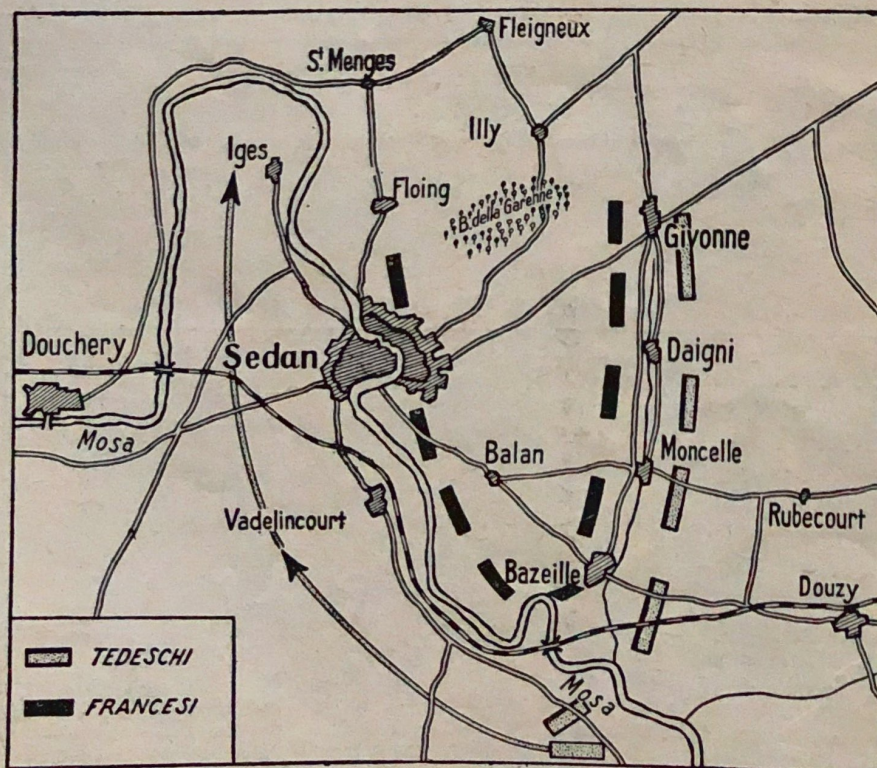 Fleigneux
St Menges
Illy
Iges
Floing
B. della Garenne
Givonne
Douchery
Sedan
Daigni
Mosa
Balan
Moncelle
Vadelincourt
Rubecourt
Bazeille
Douzy
TEDESCHI
Mosa
FRANCESI